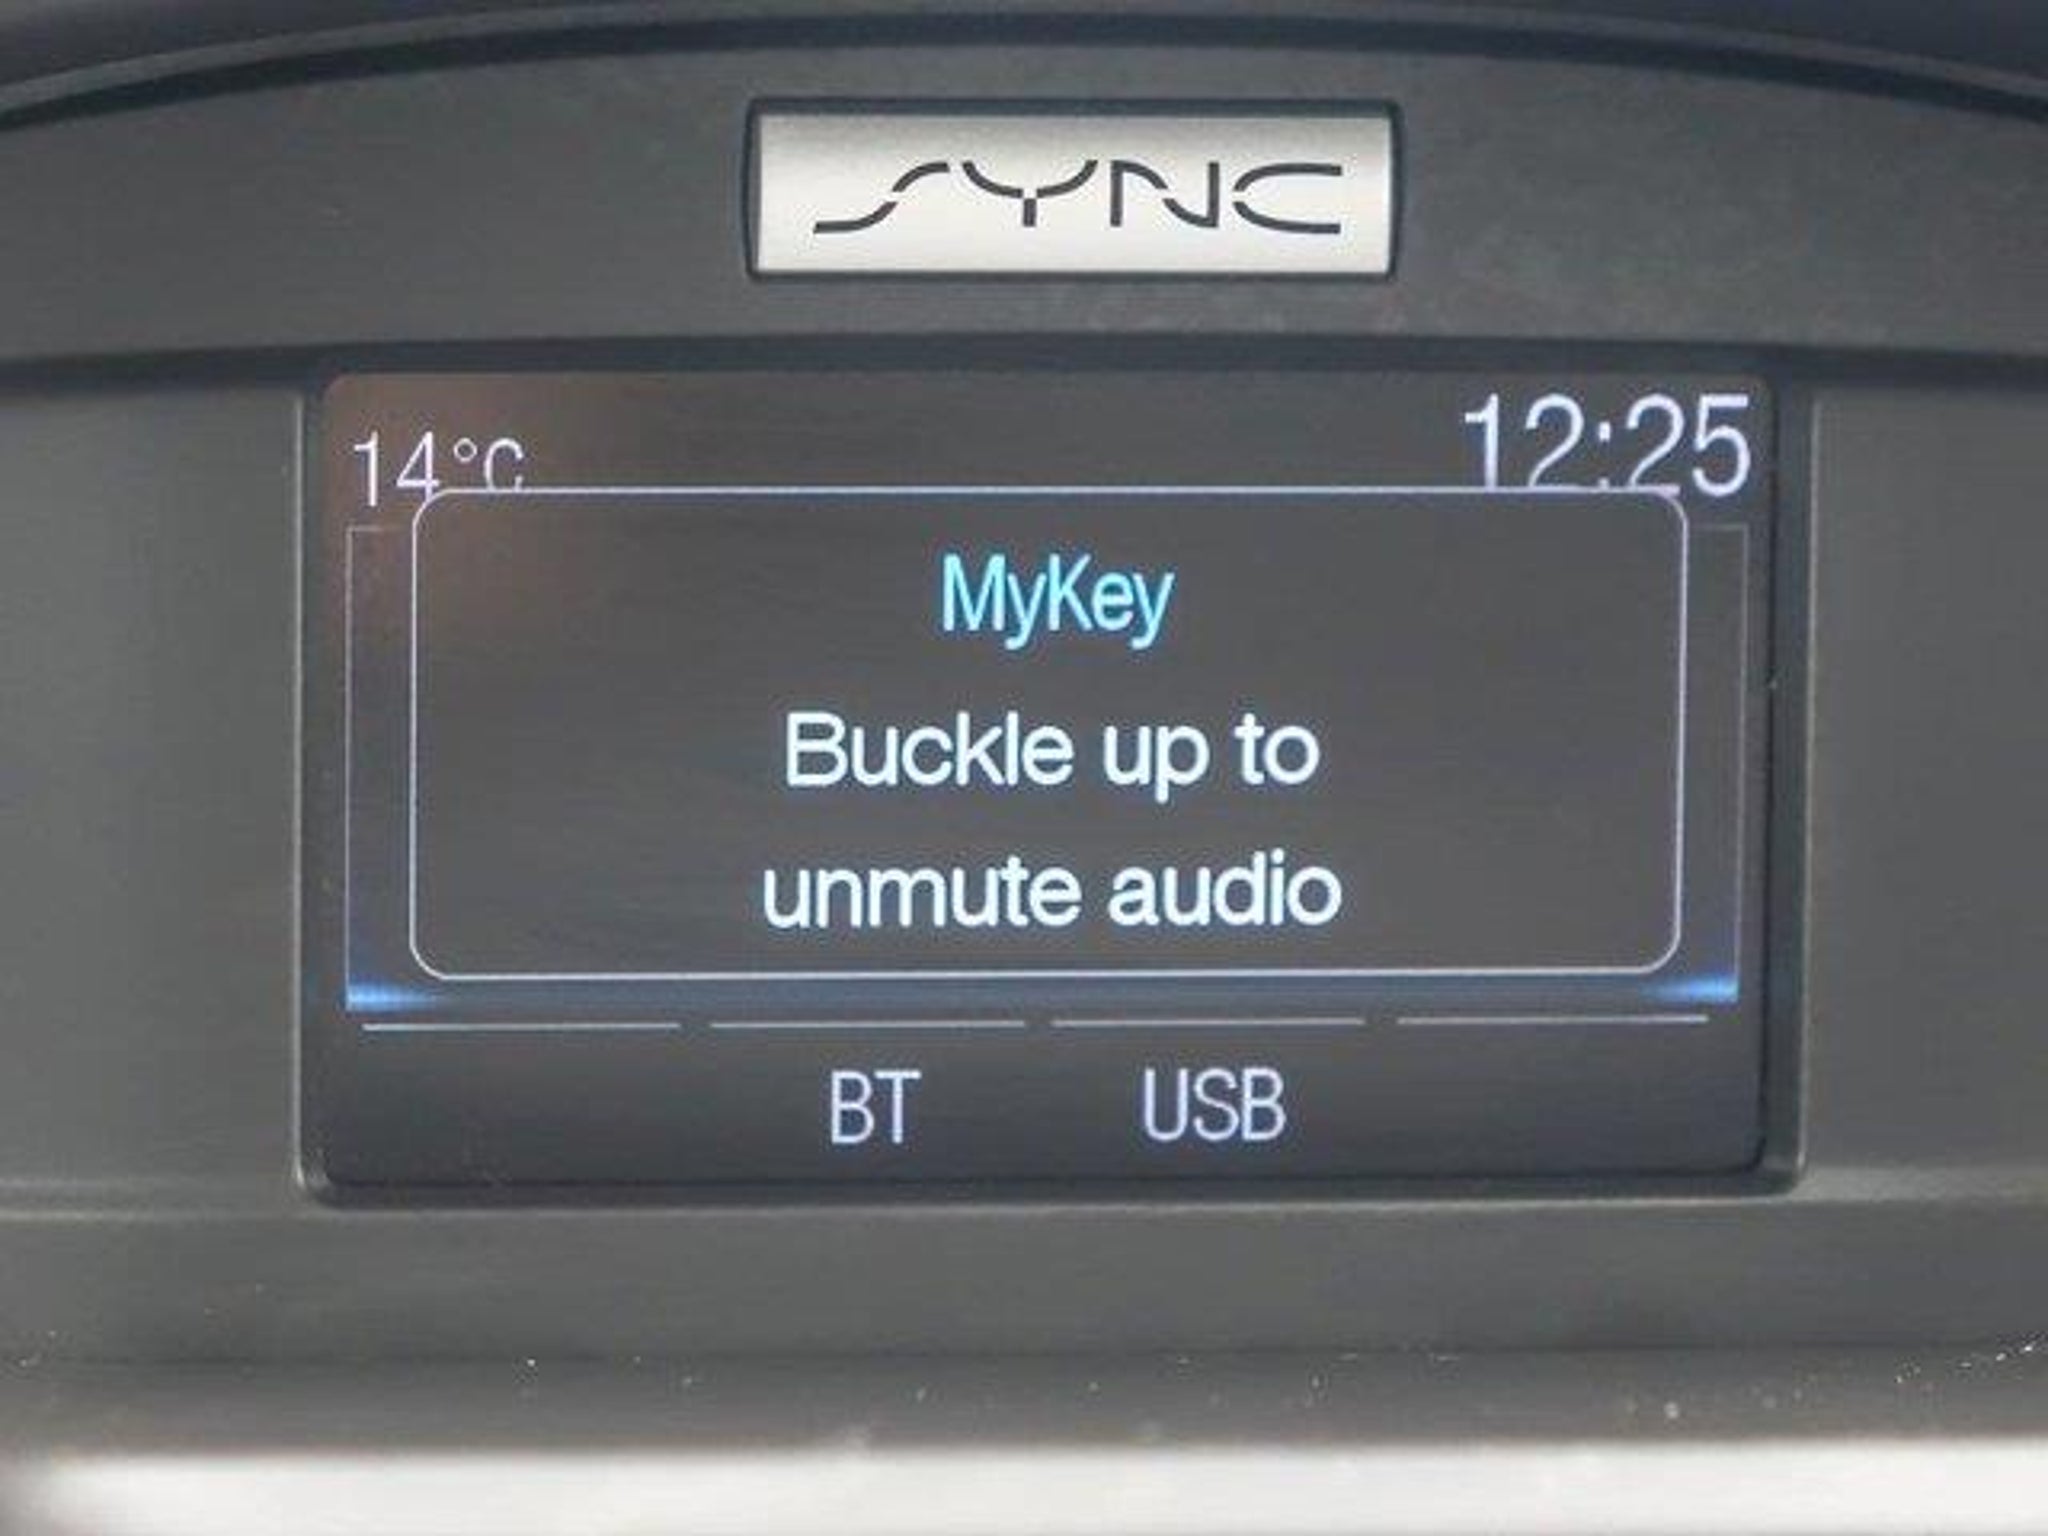 SYNC
14°C 12:25
MyKey
Buckle up to
unmute audio
BT USB